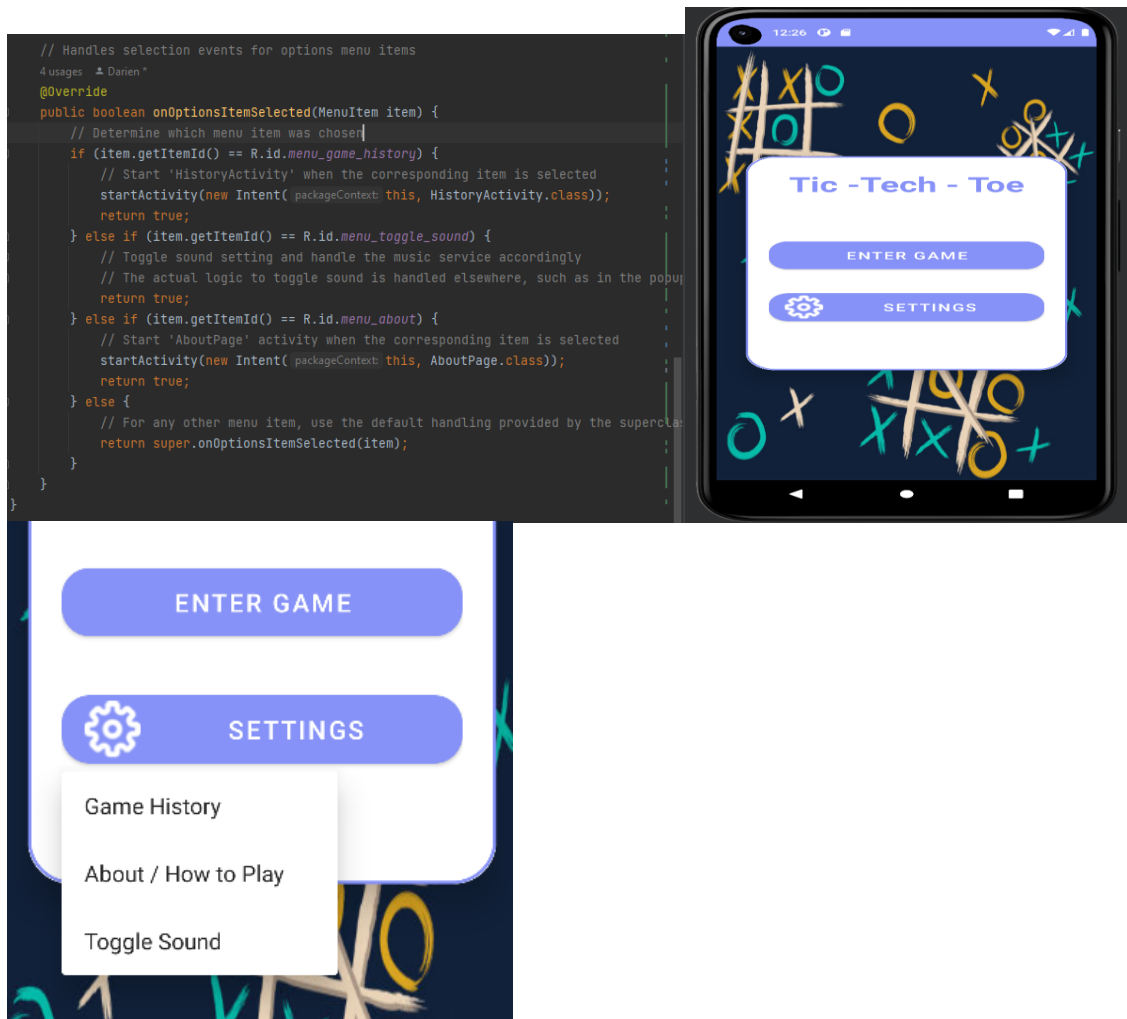 // Handles selection events for options menu items
4 usages Darien *
@Override
public boolean onOptionsItemSelected(MenuItem item) {
// Determine which menu item was chosen
if (item.getItemId() == R.id.menu_game_history) {
// Start 'HistoryActivity' when the corresponding item is selected
startActivity(new Intent( packageContext: this, HistoryActivity.class));
return true;
} else if (item.getItemId() == R.id.menu_toggle_sound) {
// Toggle sound setting and handle the music service accordingly
// The actual logic to toggle sound is handled elsewhere, such as in the popup
return true;
} else if (item.getItemId() == R.id.menu_about) {
// Start 'AboutPage' activity when the corresponding item is selected
startActivity(new Intent( packageContext: this, AboutPage.class));
return true;
} else {
// For any other menu item, use the default handling provided by the supercla
return super.onOptionsItemSelected(item);
}
}
}
12:26
Tic -Tech - Toe
ENTER GAME
SETTINGS
ENTER GAME
SETTINGS
Game History
About / How to Play
Toggle Sound